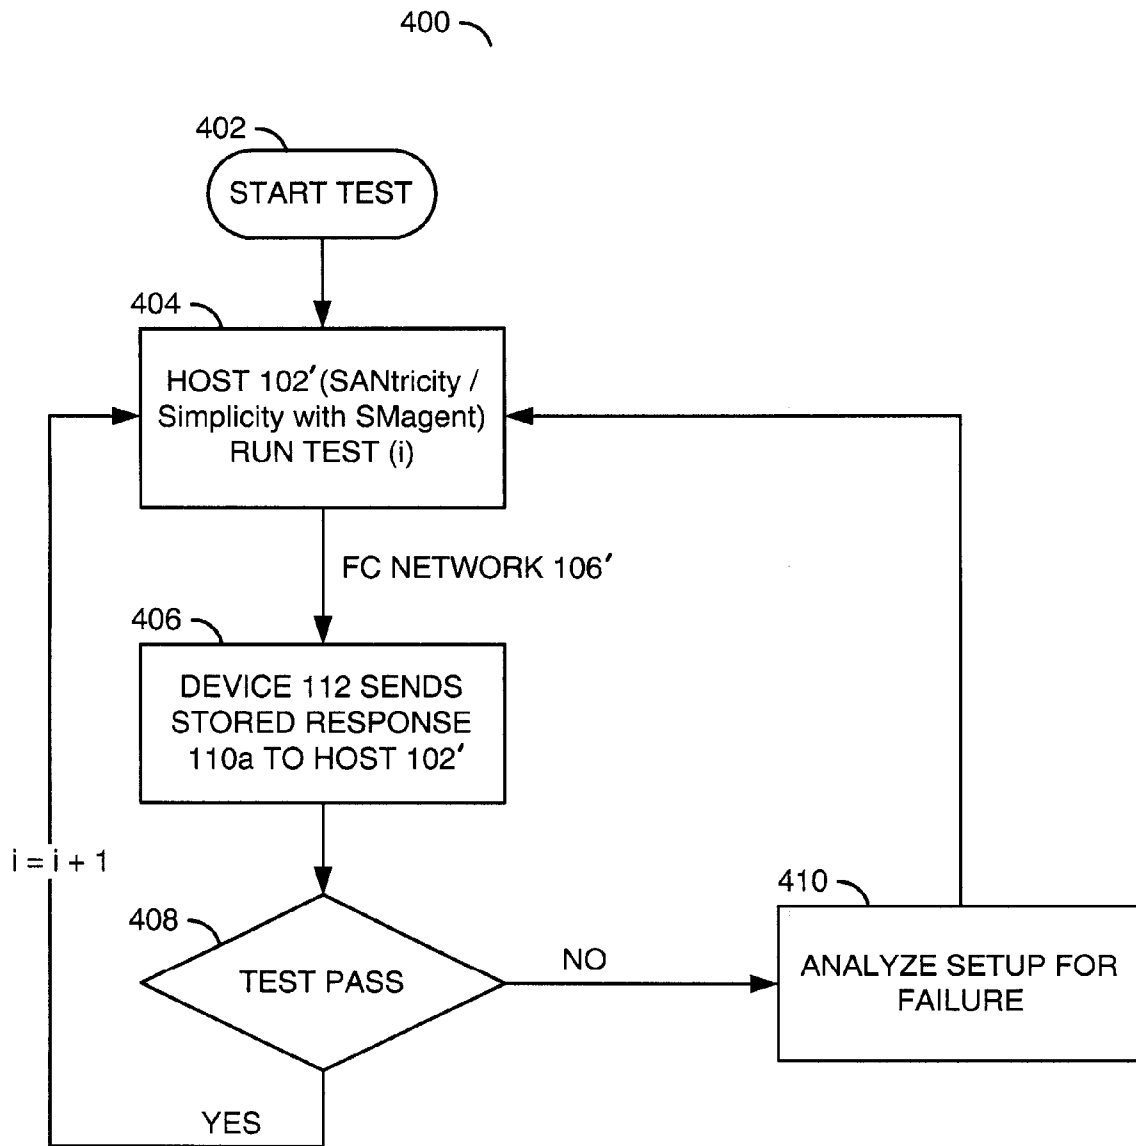 400
402
START TEST
404
HOST 102′(SANtricity /
Simplicity with SMagent)
RUN TEST (i)
FC NETWORK 106′
406
DEVICE 112 SENDS
STORED RESPONSE
110a TO HOST 102′
i = i + 1
408
TEST PASS
NO
410
ANALYZE SETUP FOR
FAILURE
YES